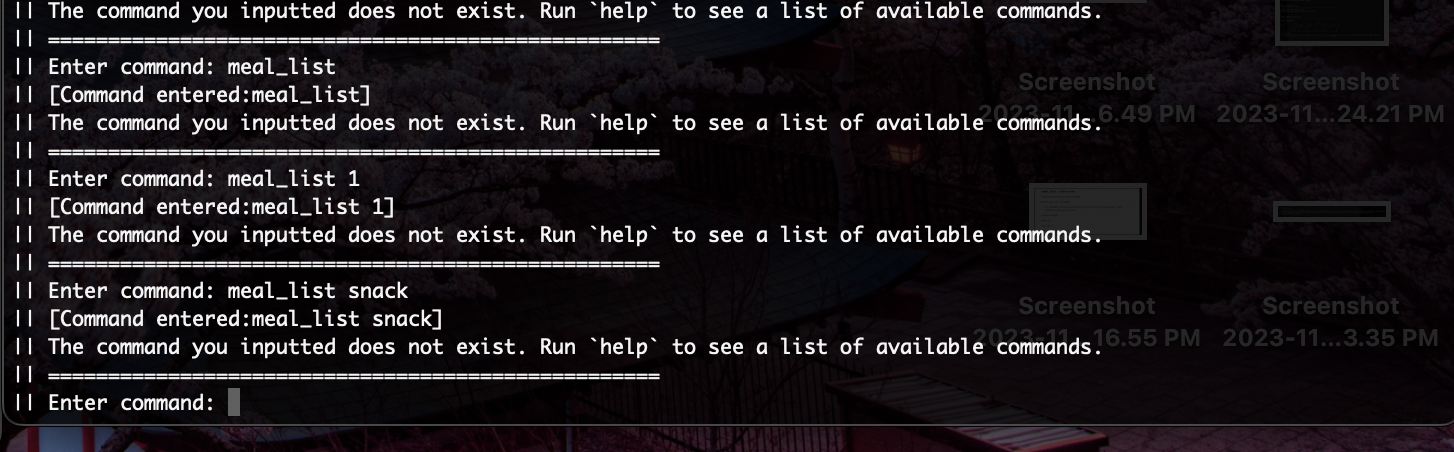 || The command you inputted does not exist. Run `help` to see a list of available commands.
|| ===================================================
|| Enter command: meal_list
|| [Command entered:meal_list]
|| The command you inputted does not exist. Run `help` to see a list of available commands.
|| ===================================================
|| Enter command: meal_list 1
|| [Command entered:meal_list 1]
|| The command you inputted does not exist. Run `help` to see a list of available commands.
|| ===================================================
|| Enter command: meal_list snack
|| [Command entered:meal_list snack]
|| The command you inputted does not exist. Run `help` to see a list of available commands.
|| ===================================================
|| Enter command:
Screenshot
2023-11...6.49 PM
Screenshot
2023-11...24.21 PM
Screenshot
2023-11...16.55 PM
Screenshot
2023-11...3.35 PM